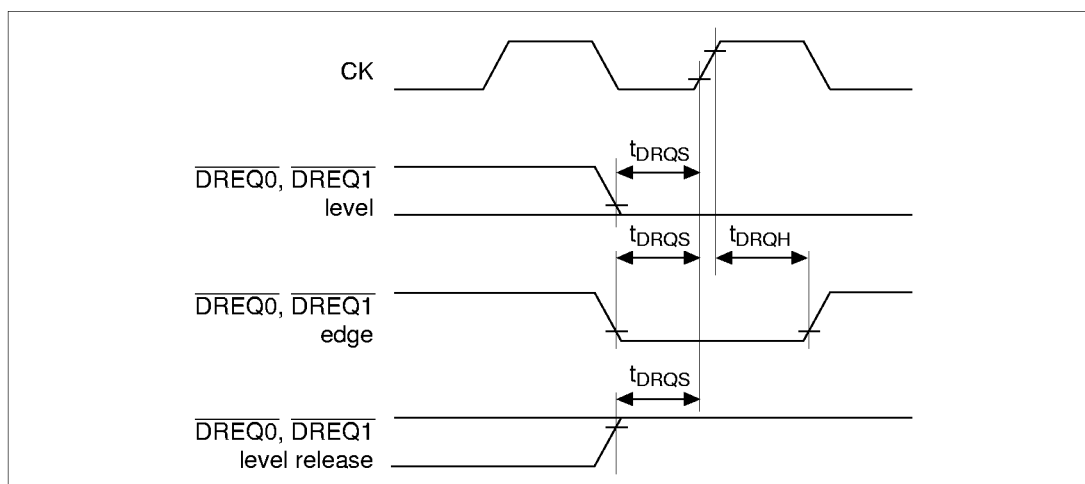 CK
tDRQS
DREQ0, DREQ1
level
tDRQS
tDRQH
DREQ0, DREQ1
edge
tDRQS
DREQ0, DREQ1
level release